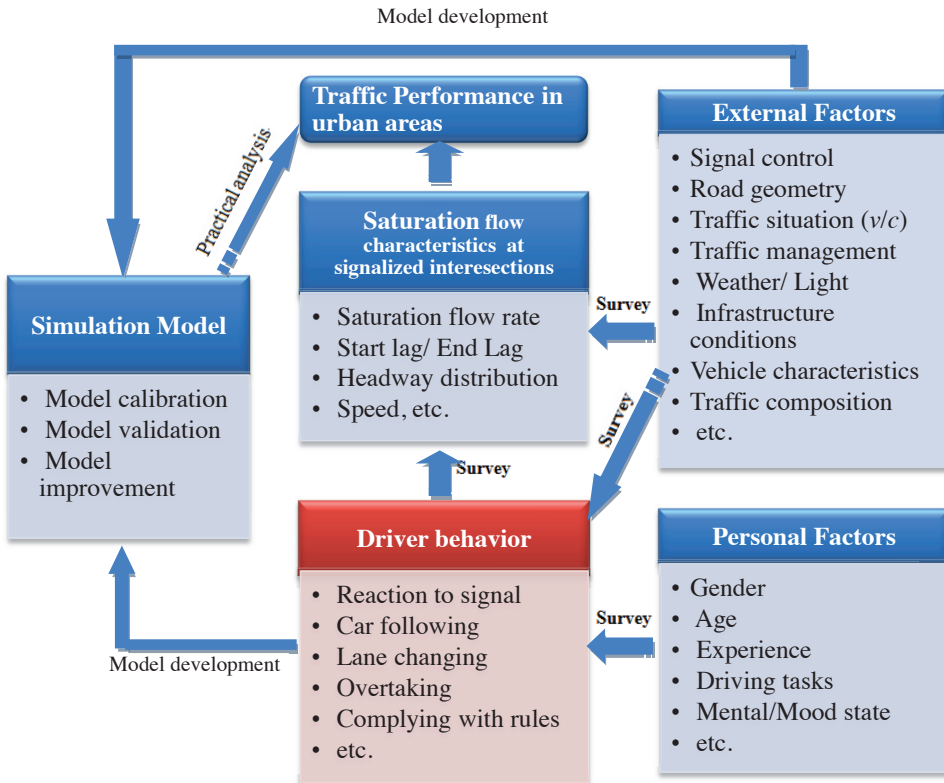 Model development
Traffic Performance in
urban areas
External Factors
• Signal control
• Road geometry
• Traffic situation (v/c)
• Traffic management
• Weather/ Light
• Infrastructure
conditions
• Vehicle characteristics
• Traffic composition
• etc.
Practical analysis
Saturation flow
characteristics at
signalized interesections
• Saturation flow rate
• Start lag/ End Lag
• Headway distribution
• Speed, etc.
Survey
Simulation Model
• Model calibration
• Model validation
• Model
improvement
Survey
Survey
Driver behavior
• Reaction to signal
• Car following
• Lane changing
• Overtaking
• Complying with rules
• etc.
Survey
Personal Factors
• Gender
• Age
• Experience
• Driving tasks
• Mental/Mood state
• etc.
Model development